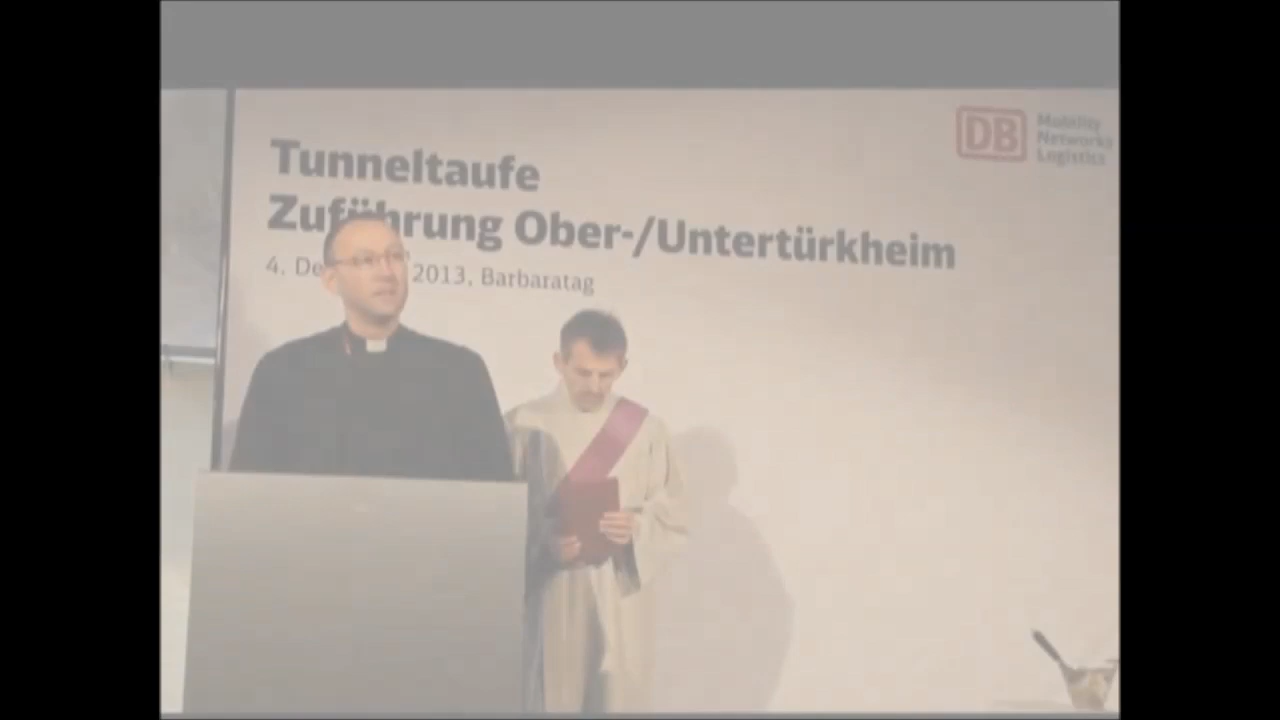 Tunneltaufe
Zuführung Ober-/Untertürkheim
4. De 2013, Barbaratag
DB
Mobility
Networks
Logistics